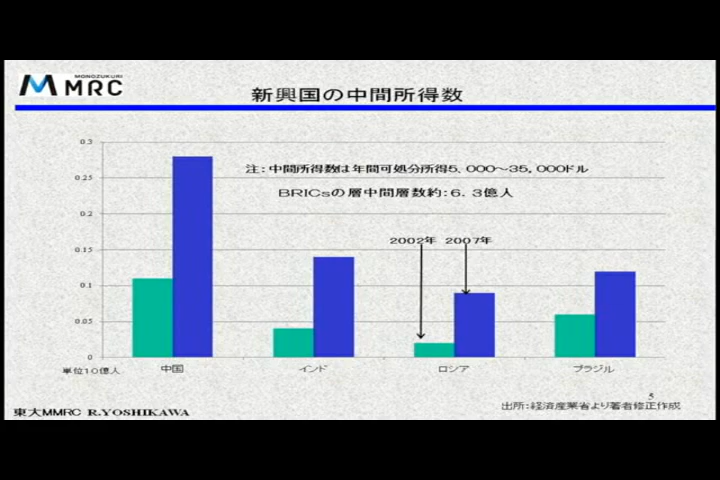 MONOZUKURI
MMRC
新興国の中間所得数
0.3
注：中間所得数は年間可処分所得5，000～35，000ドル
0.25
BRICsの層中間層数約：6．3億人
0.2
2002年 2007年
0.15
0.1
0.05
0
単位10億人
中国 インド ロシア ブラジル
5
出所：経済産業省より著者修正作成
東大MMRC R.YOSHIKAWA